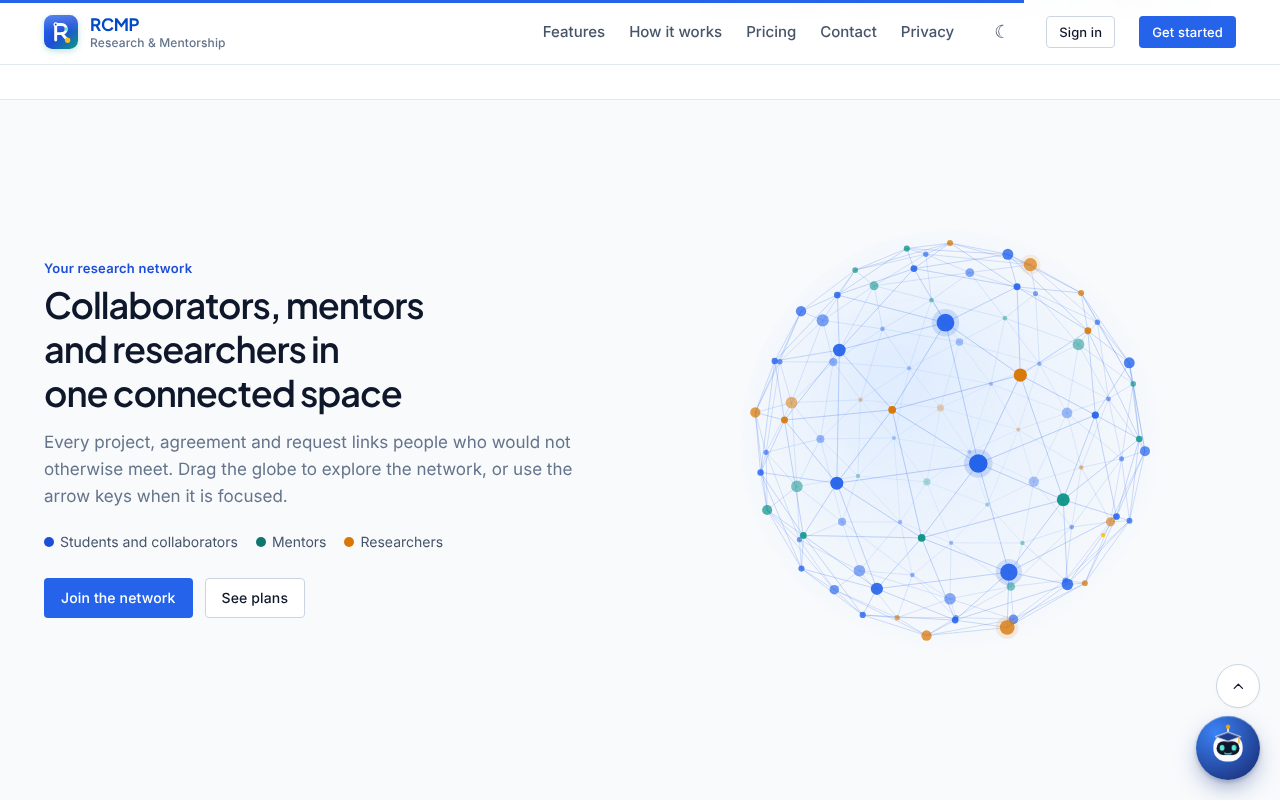 RCMP
Research & Mentorship
Features
How it works
Pricing
Contact
Privacy
Sign in
Get started
Your research network
Collaborators, mentors
and researchers in
one connected space
Every project, agreement and request links people who would not
otherwise meet. Drag the globe to explore the network, or use the
arrow keys when it is focused.
Students and collaborators
Mentors
Researchers
Join the network
See plans